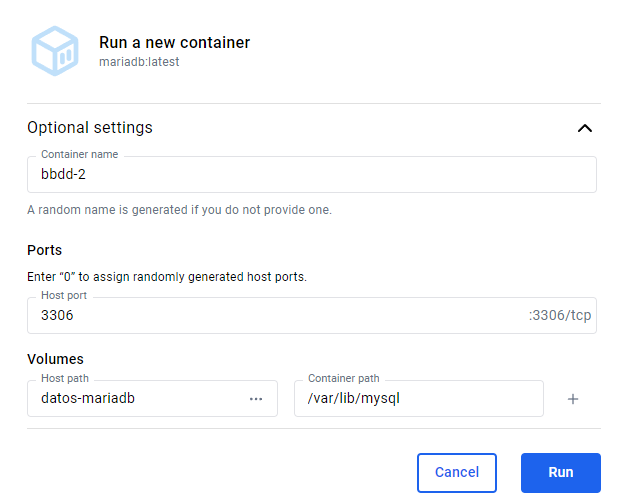 Run a new container
mariadb:latest
Optional settings
Container name
bbdd-2
A random name is generated if you do not provide one.
Ports
Enter “0” to assign randomly generated host ports.
Host port
3306 :3306/tcp
Volumes
Host path Container path
datos-mariadb ··· /var/lib/mysql +
Cancel Run